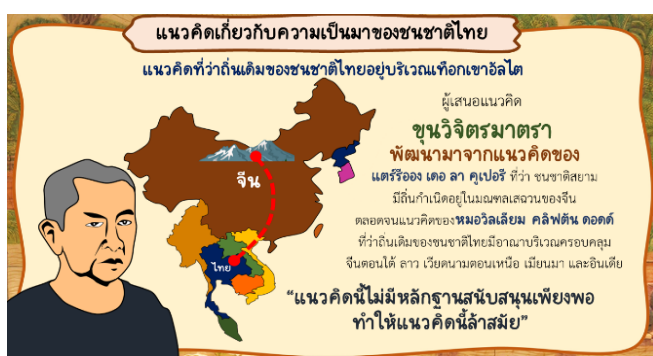 แนวคิดเกี่ยวกับความเป็นมาของชนชาติไทย
แนวคิดที่ว่าถิ่นเดิมของชนชาติไทยอยู่บริเวณเทือกเขาอัลไต
ผู้เสนอแนวคิด
ขุนวิจิตรมาตรา
พัฒนามาจากแนวคิดของ
แตร์รีออง เดอ ลา คูเปอรี ที่ว่า ชนชาติสยาม
มีถิ่นกำเนิดอยู่ในมณฑลเสฉวนของจีน
ตลอดจนแนวคิดของหมอวิลเลียม คลิฟตัน ดอดด์
ที่ว่าถิ่นเดิมของชนชาติไทยมีอาณาบริเวณครอบคลุม
จีนตอนใต้ ลาว เวียดนามตอนเหนือ เมียนมา และอินเดีย
"แนวคิดนี้ไม่มีหลักฐานสนับสนุนเพียงพอ
ทำให้แนวคิดนี้ล้าสมัย"
จีน
ไทย